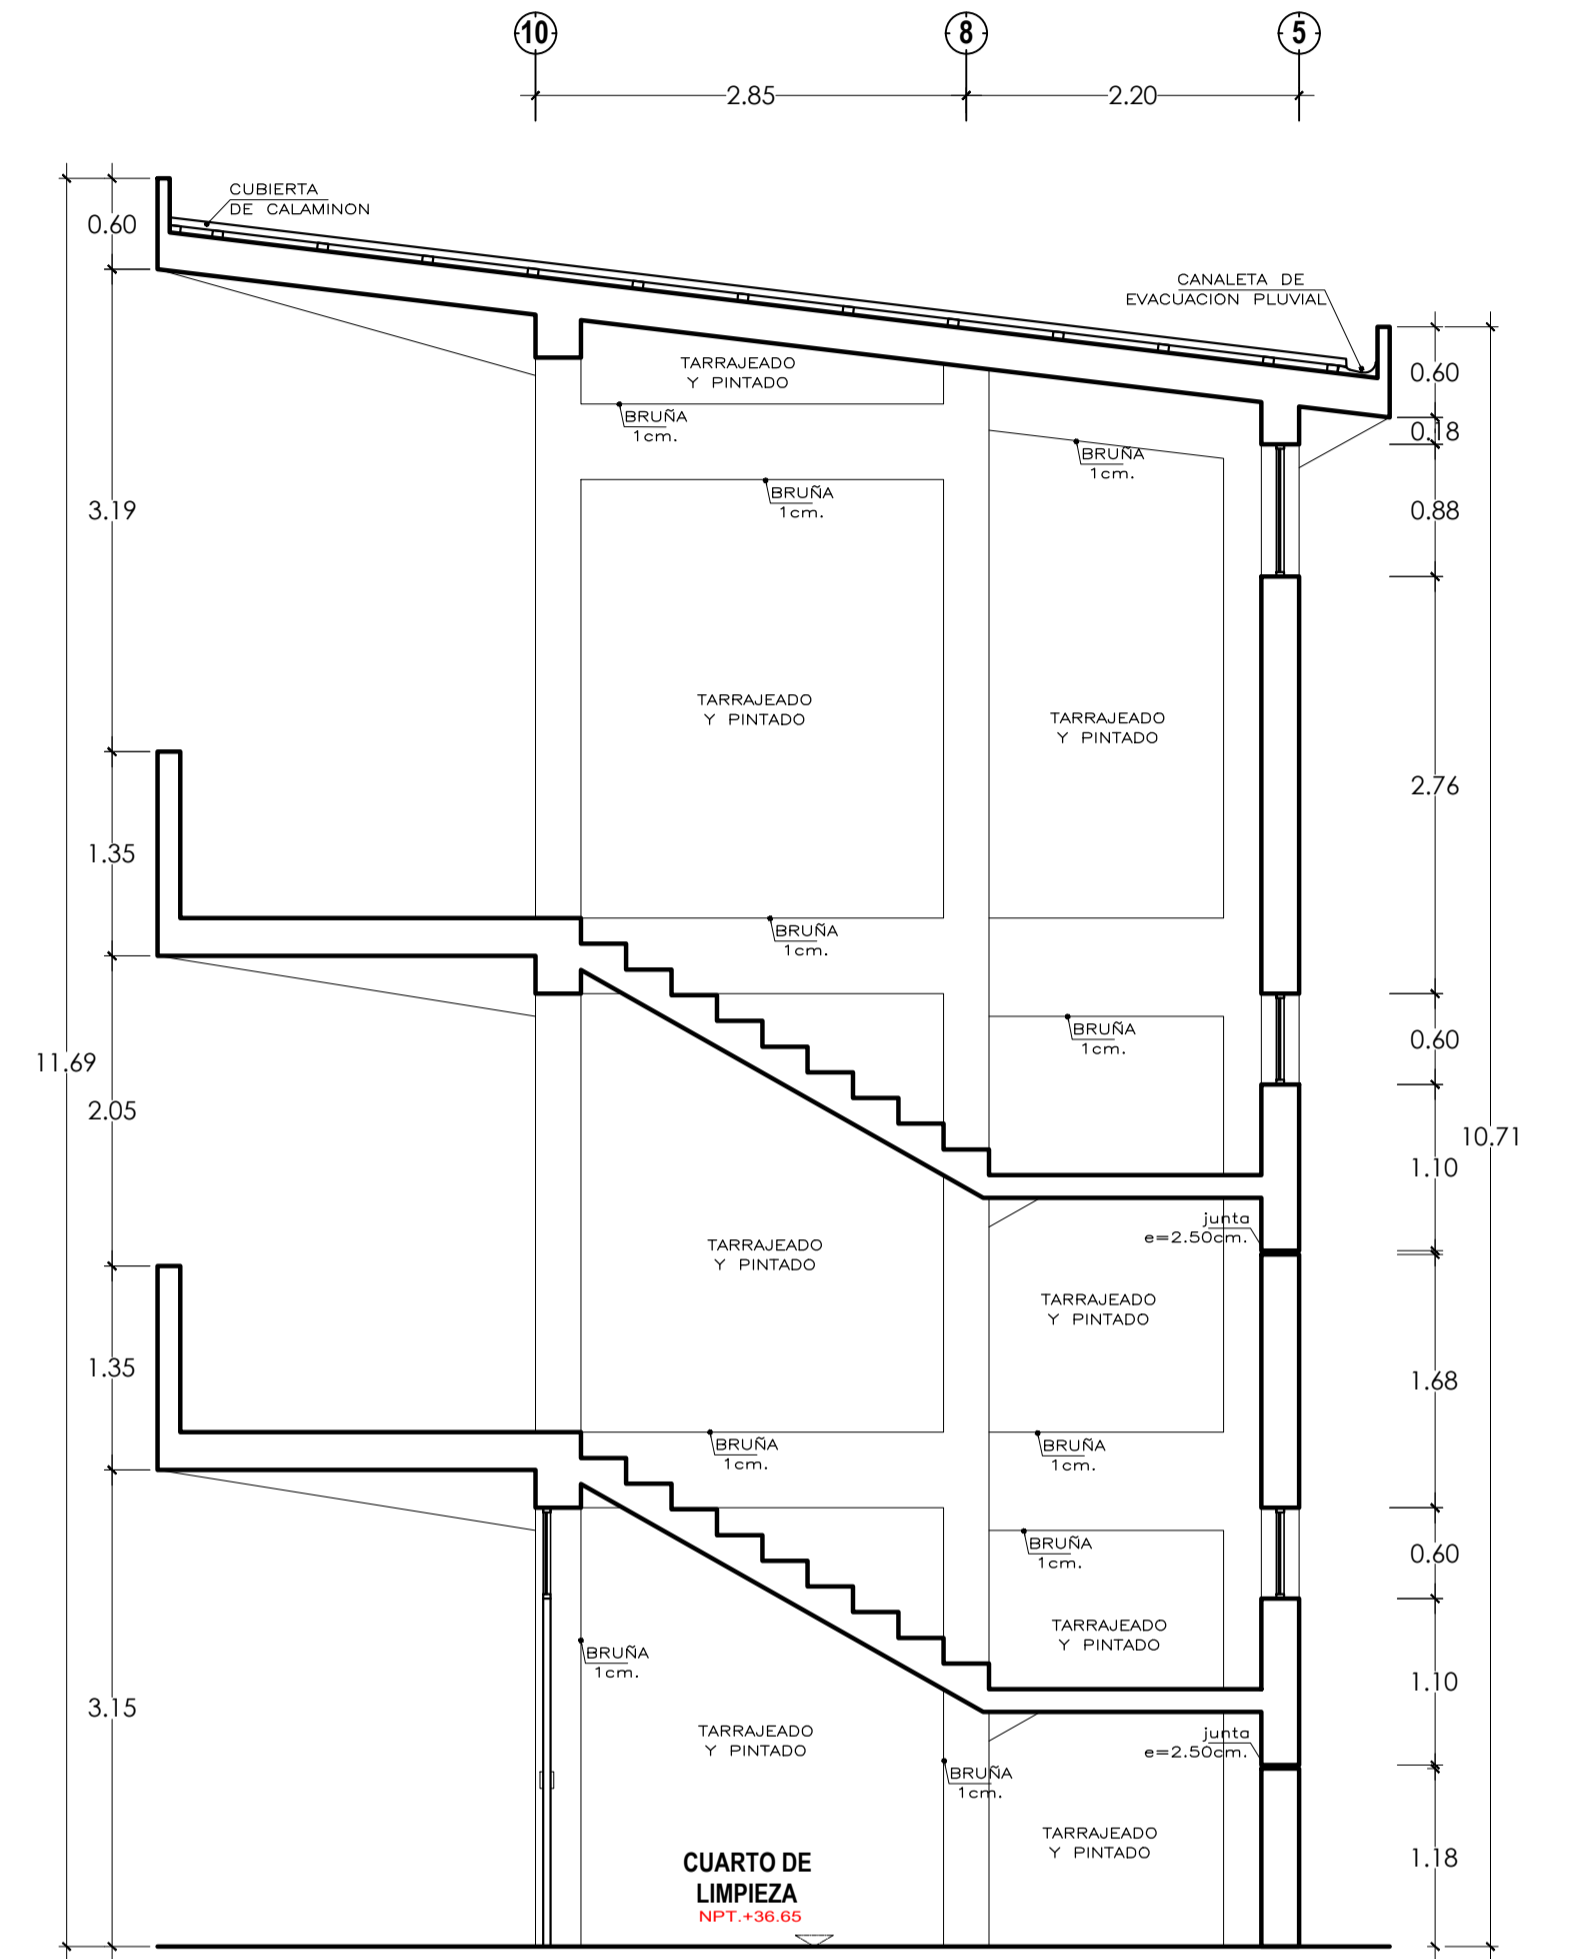 10
8
5
2.85
2.20
CUBIERTA
DE CALAMINON
0.60
CANALETA DE
EVACUACION PLUVIAL
TARRAJEADO
Y PINTADO
0.60
BRUÑA
1cm.
0.18
BRUÑA
1cm.
BRUÑA
1cm.
3.19
0.88
TARRAJEADO
Y PINTADO
TARRAJEADO
Y PINTADO
2.76
1.35
BRUÑA
1cm.
BRUÑA
1cm.
0.60
11.69
2.05
10.71
1.10
junta
e=2.50cm.
TARRAJEADO
Y PINTADO
TARRAJEADO
Y PINTADO
1.35
1.68
BRUÑA
1cm.
BRUÑA
1cm.
BRUÑA
1cm.
0.60
TARRAJEADO
Y PINTADO
BRUÑA
1cm.
1.10
3.15
TARRAJEADO
Y PINTADO
junta
e=2.50cm.
BRUÑA
1cm.
TARRAJEADO
Y PINTADO
1.18
CUARTO DE
LIMPIEZA
NPT.+36.65